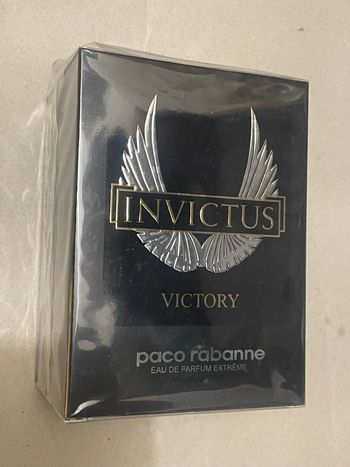 INVICTUS
VICTORY
paco rabanne
EAU DE PARFUM EXTRÊME